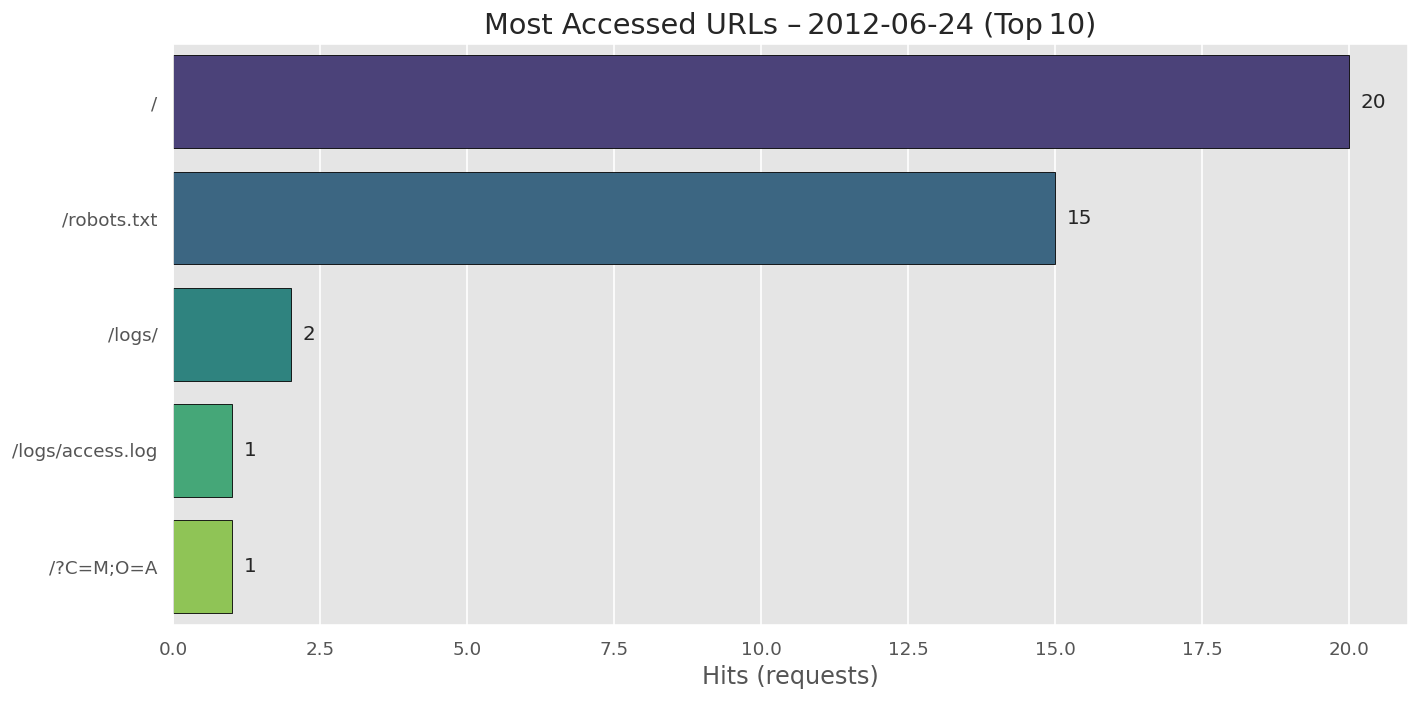 Most Accessed URLs – 2012-06-24 (Top 10)
/
20
/robots.txt
15
/logs/
2
/logs/access.log
1
/?C=M;O=A
1
0.0 2.5 5.0 7.5 10.0 12.5 15.0 17.5 20.0
Hits (requests)